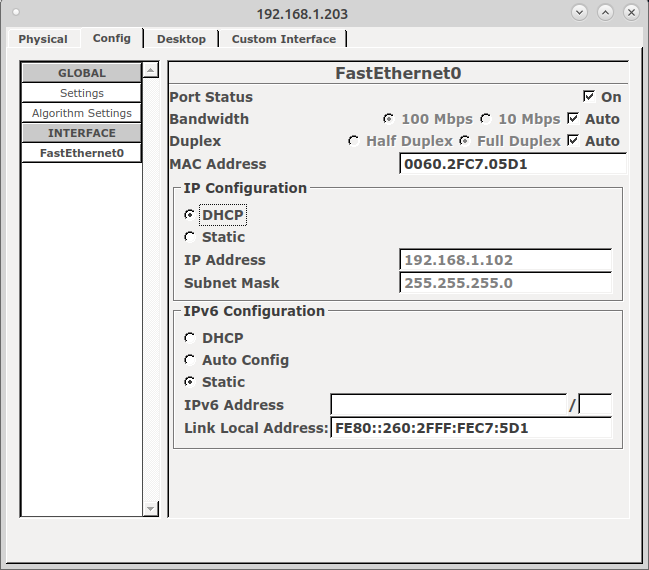 192.168.1.203
Physical Config Desktop Custom Interface
GLOBAL
Settings
Algorithm Settings
INTERFACE
FastEthernet0
FastEthernet0
Port Status On
Bandwidth 100 Mbps 10 Mbps Auto
Duplex Half Duplex Full Duplex Auto
MAC Address 0060.2FC7.05D1
IP Configuration
DHCP
Static
IP Address 192.168.1.102
Subnet Mask 255.255.255.0
IPv6 Configuration
DHCP
Auto Config
Static
IPv6 Address /
Link Local Address: FE80::260:2FFF:FEC7:5D1